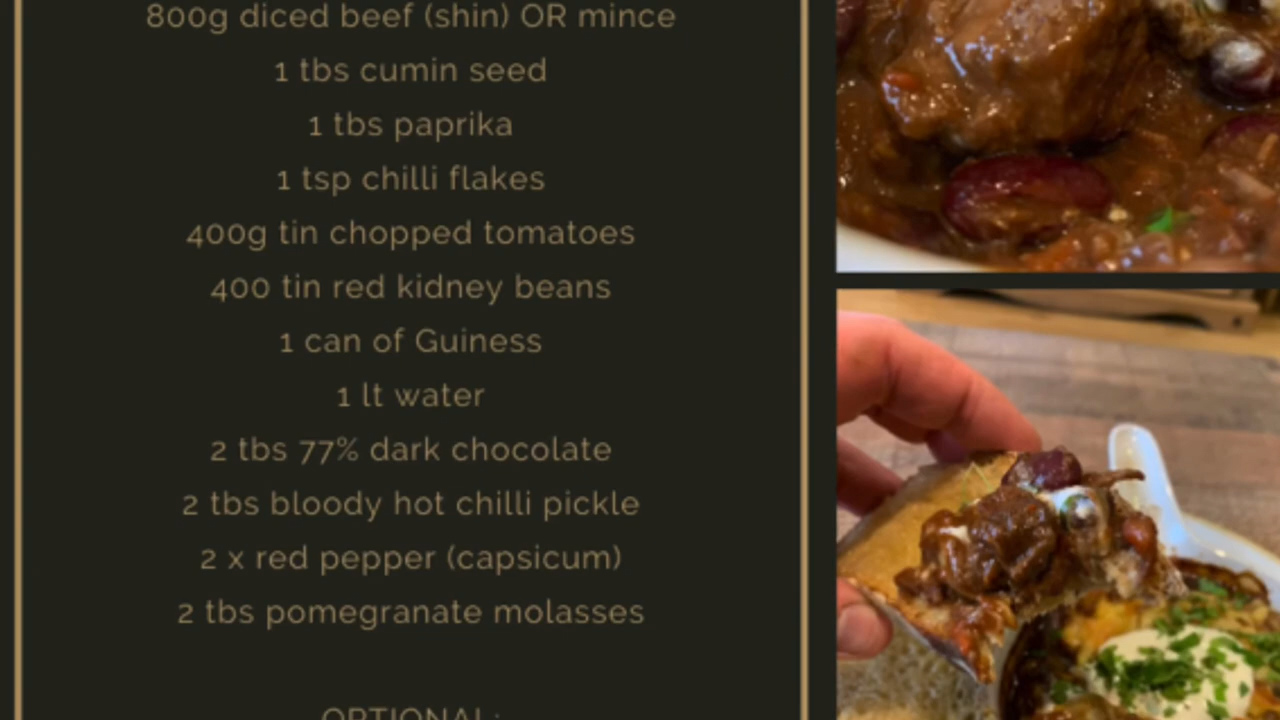 800g diced beef (shin) OR mince
1 tbs cumin seed
1 tbs paprika
1 tsp chilli flakes
400g tin chopped tomatoes
400 tin red kidney beans
1 can of Guiness
1 lt water
2 tbs 77% dark chocolate
2 tbs bloody hot chilli pickle
2 x red pepper (capsicum)
2 tbs pomegranate molasses
OPTIONAL: